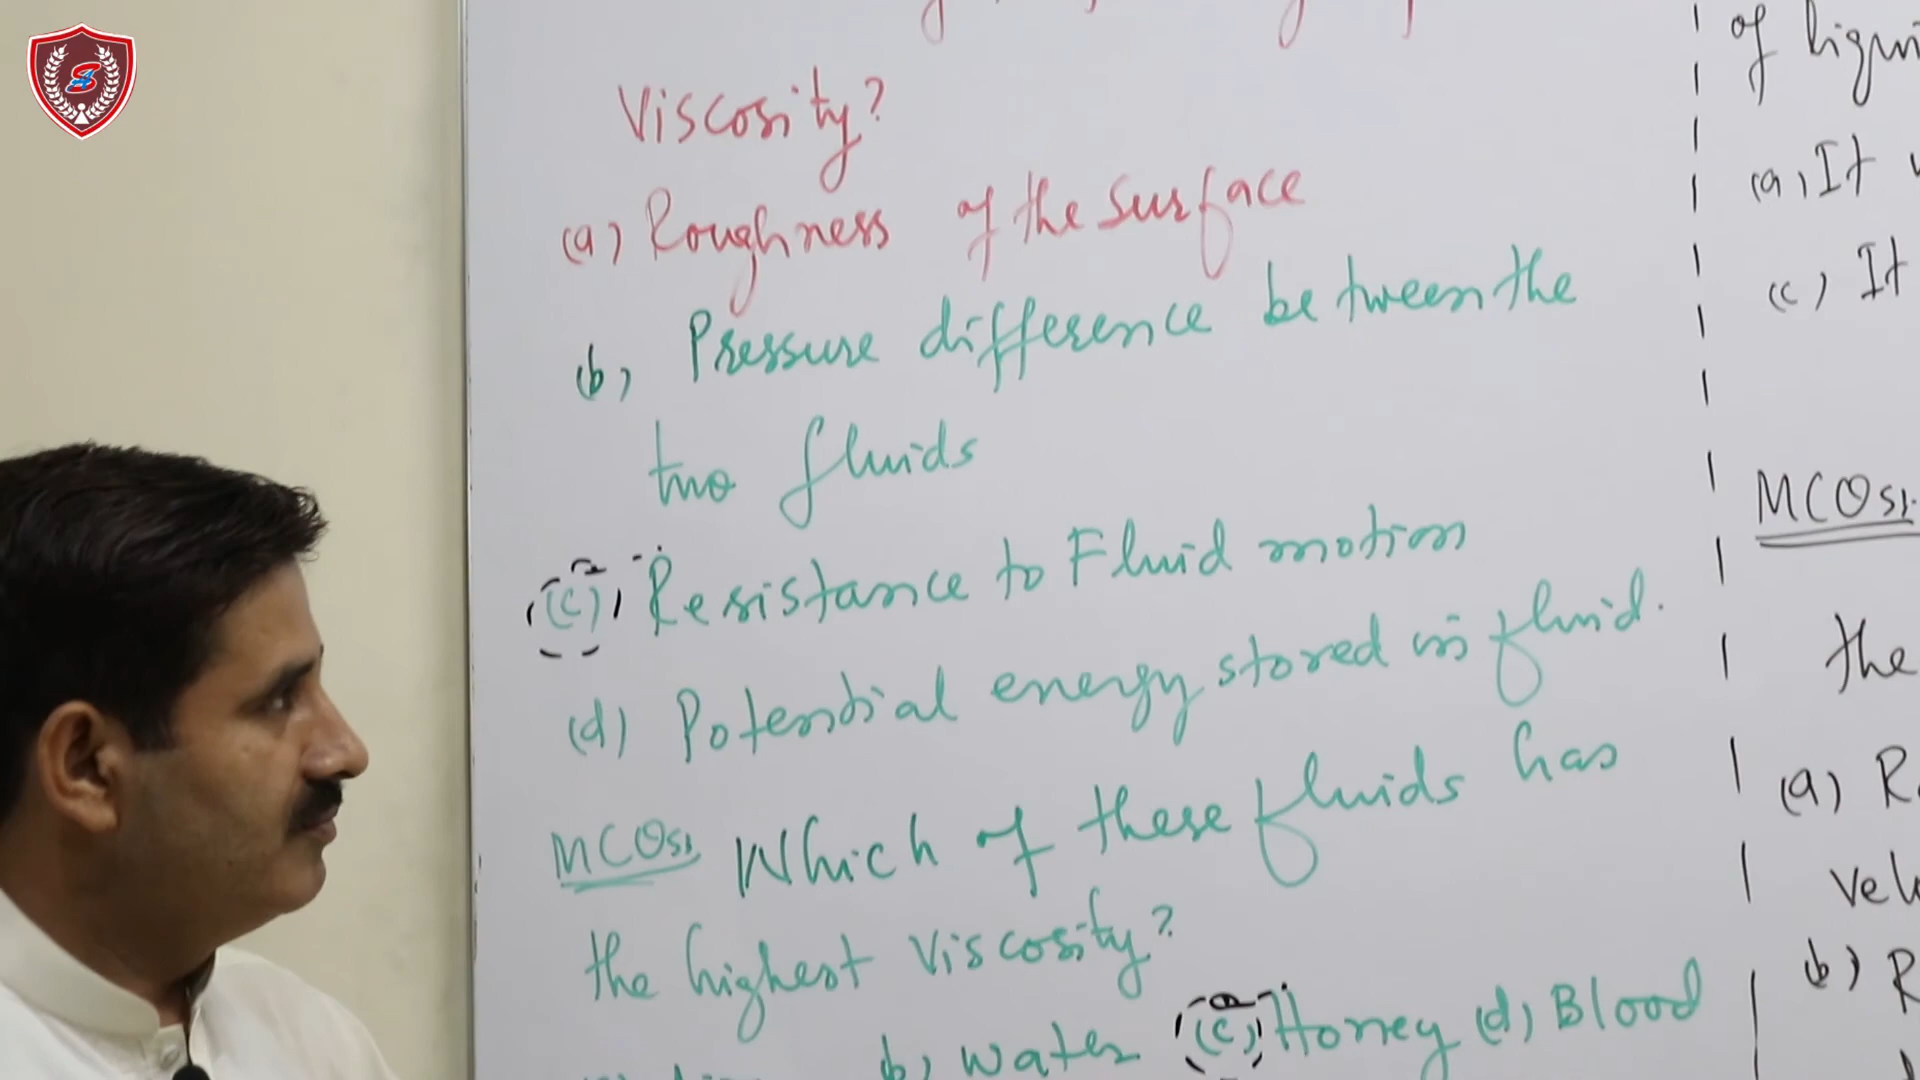 Viscosity?
(a) Roughness of the surface
(b) Pressure difference between the
two fluids
(c) Resistance to Fluid motion
(d) Potential energy stored in fluid.
MCQs: Which of these fluids has
the highest Viscosity?
(b) Water (c) Honey (d) Blood
of liqui
(a) It
(c) It
MCQs:
the
(a) R
Vel
(b) R